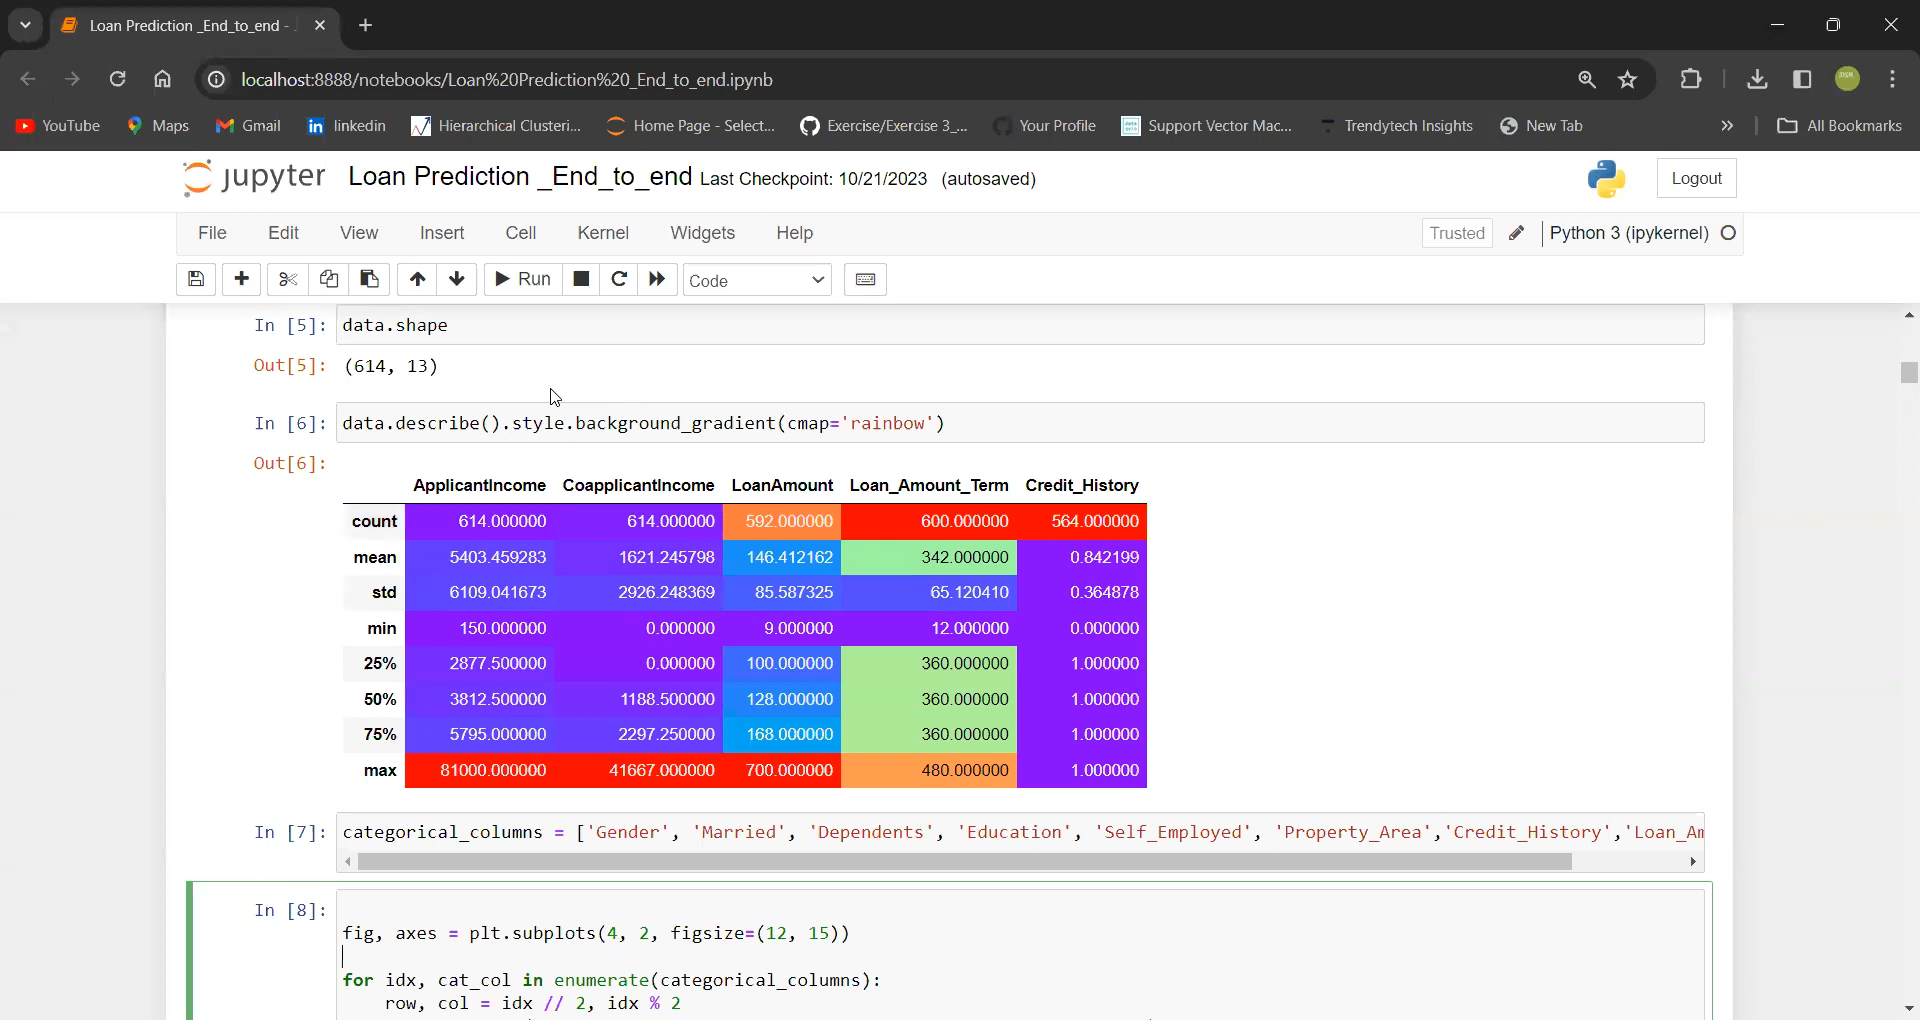 Loan Prediction _End_to_end -
localhost:8888/notebooks/Loan%20Prediction%20_End_to_end.ipynb
YouTube Maps Gmail linkedin Hierarchical Clusteri... Home Page - Select... Exercise/Exercise 3_... Your Profile Support Vector Mac... Trendytech Insights New Tab » All Bookmarks
jupyter Loan Prediction _End_to_end Last Checkpoint: 10/21/2023 (autosaved) Logout
File Edit View Insert Cell Kernel Widgets Help Trusted Python 3 (ipykernel)
Run Code
In [5]: data.shape
Out[5]: (614, 13)
In [6]: data.describe().style.background_gradient(cmap='rainbow')
Out[6]:
ApplicantIncome CoapplicantIncome LoanAmount Loan_Amount_Term Credit_History
count 614.000000 614.000000 592.000000 600.000000 564.000000
mean 5403.459283 1621.245798 146.412162 342.000000 0.842199
std 6109.041673 2926.248369 85.587325 65.120410 0.364878
min 150.000000 0.000000 9.000000 12.000000 0.000000
25% 2877.500000 0.000000 100.000000 360.000000 1.000000
50% 3812.500000 1188.500000 128.000000 360.000000 1.000000
75% 5795.000000 2297.250000 168.000000 360.000000 1.000000
max 81000.000000 41667.000000 700.000000 480.000000 1.000000
In [7]: categorical_columns = ['Gender', 'Married', 'Dependents', 'Education', 'Self_Employed', 'Property_Area','Credit_History','Loan_Am
In [8]:
fig, axes = plt.subplots(4, 2, figsize=(12, 15))
for idx, cat_col in enumerate(categorical_columns):
row, col = idx // 2, idx % 2